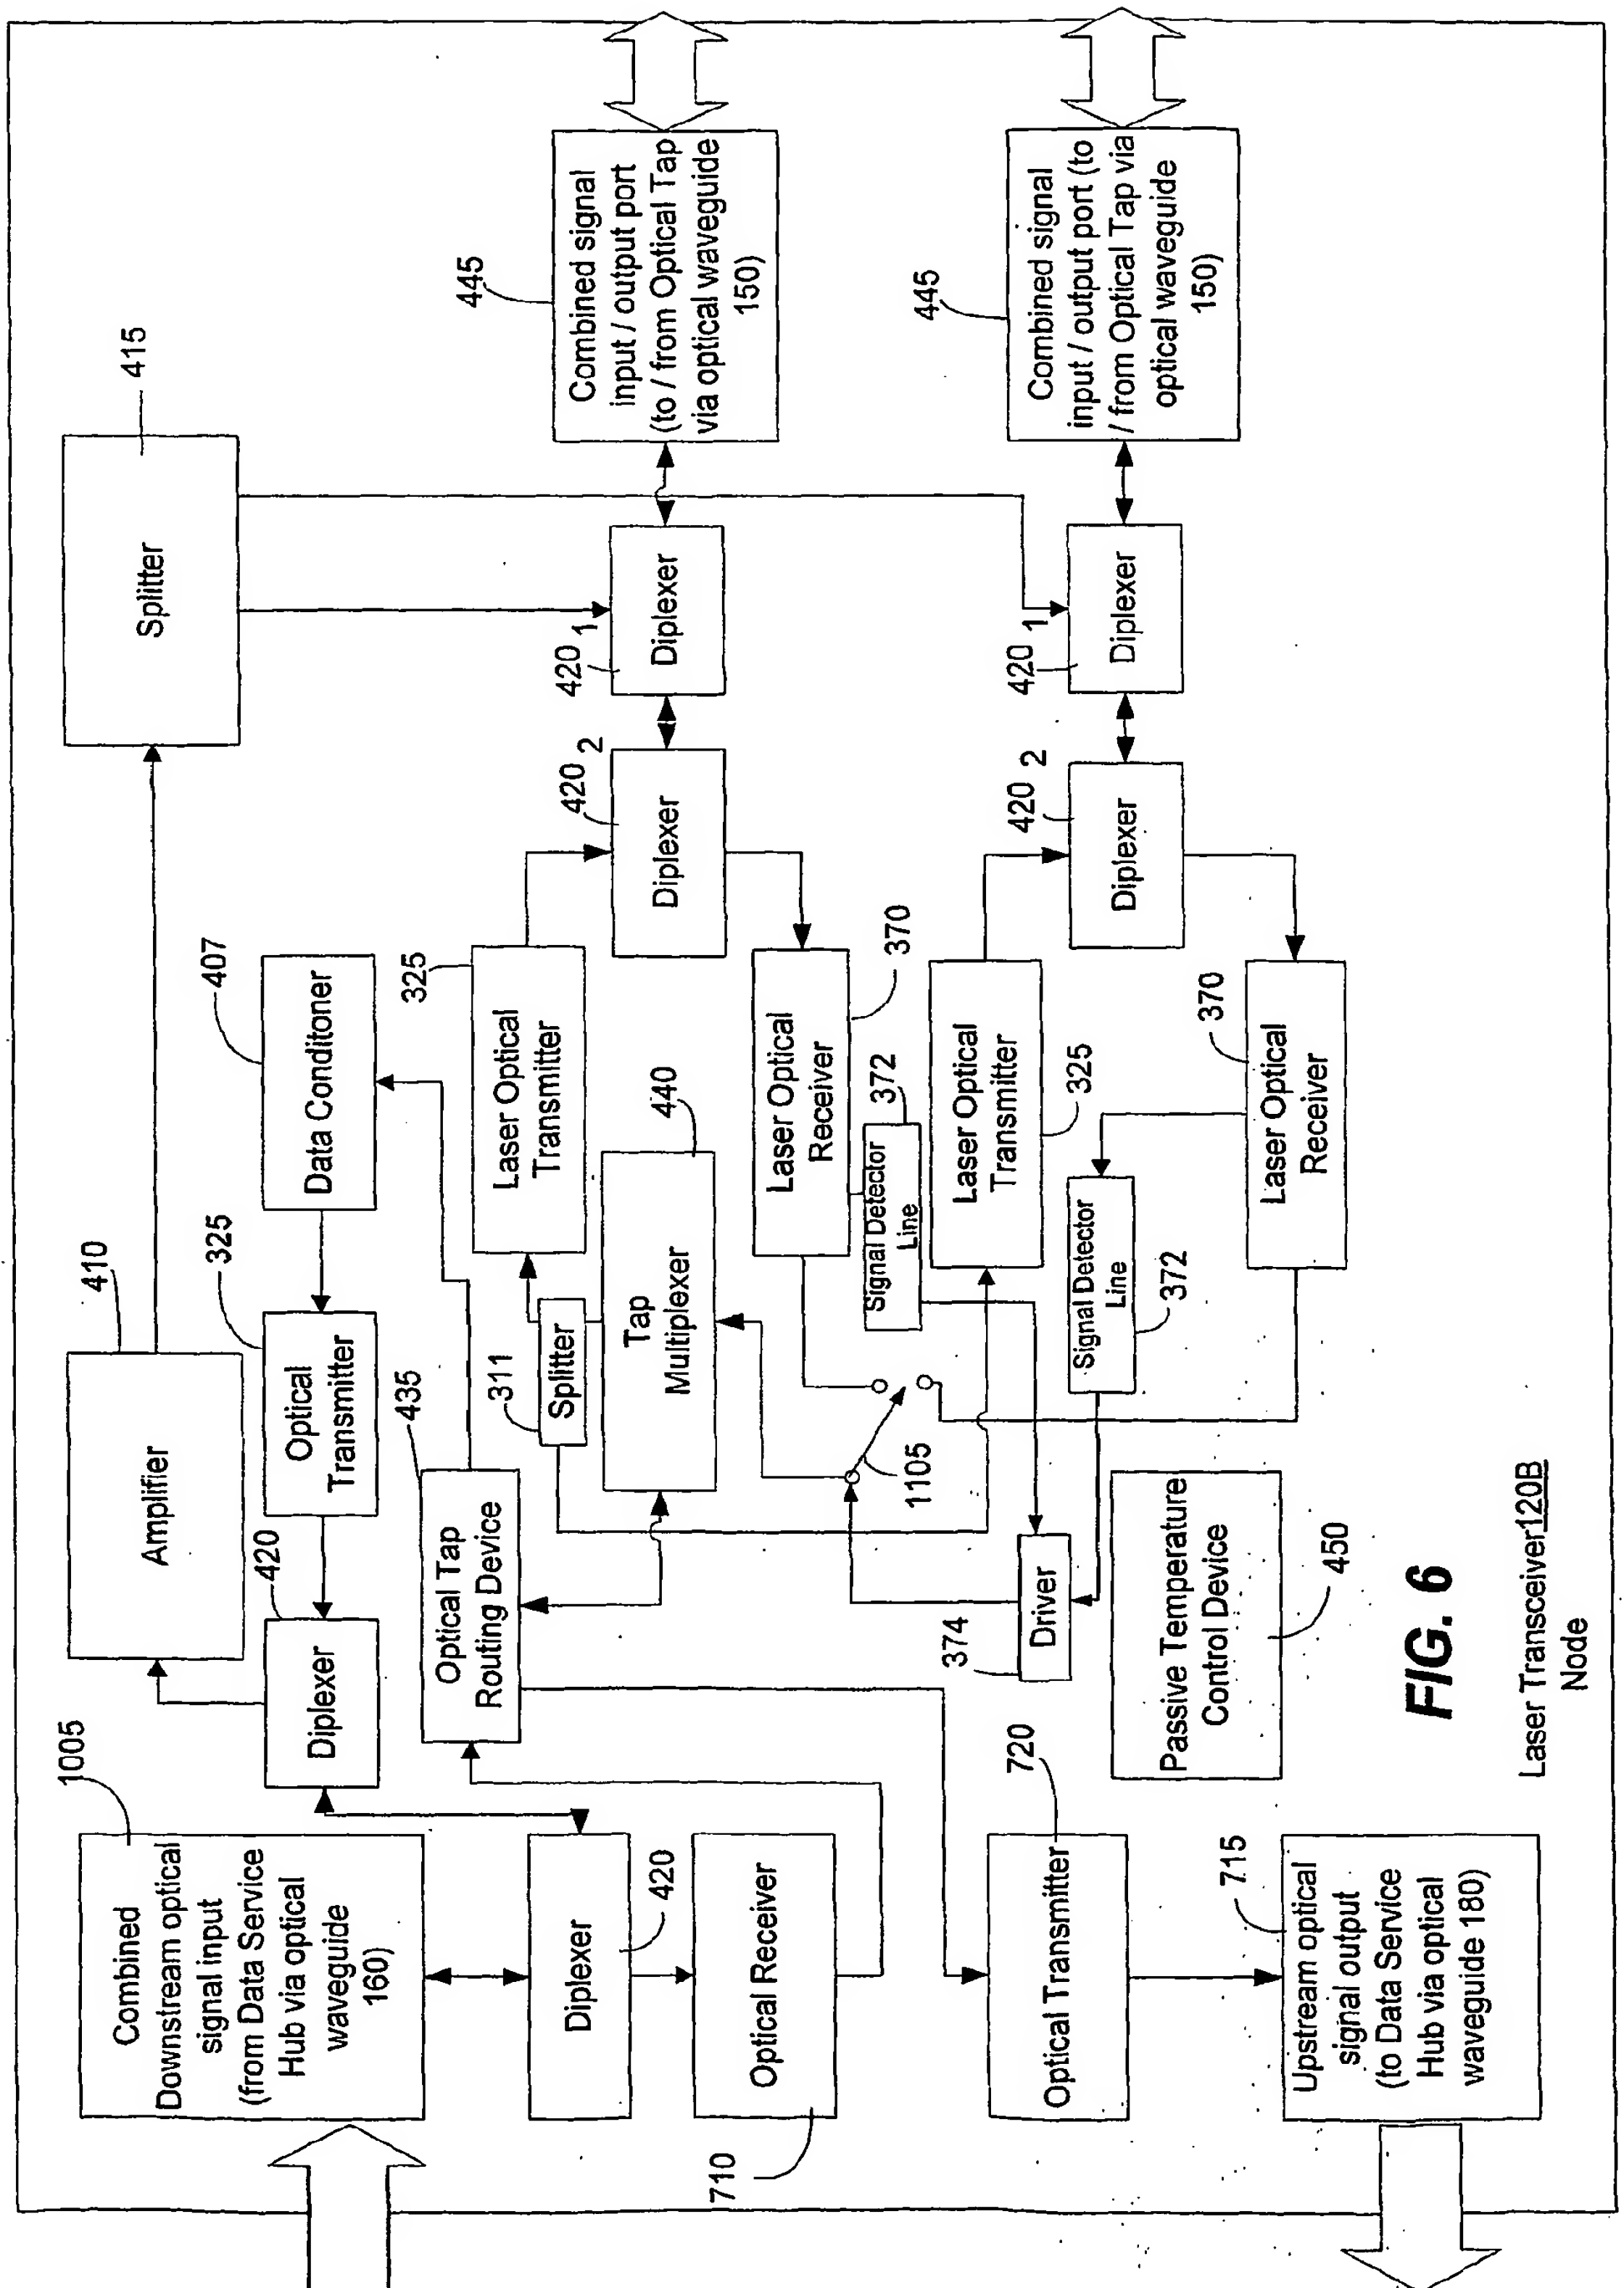 1005
Combined
Downstream optical
signal input
(from Data Service
Hub via optical
waveguide
160)
420
Diplexer
410
Amplifier
415
Splitter
325
Optical
Transmitter
407
Data Conditoner
Diplexer
420
Optical Receiver
710
435
Optical Tap
Routing Device
311
Splitter
Tap
Multiplexer
440
325
Laser Optical
Transmitter
420 2
Diplexer
420 1
Diplexer
445
Combined signal
input / output port
(to / from Optical Tap
via optical waveguide
150)
Laser Optical
Receiver
370
Signal Detector
Line
372
1105
374
Driver
Laser Optical
Transmitter
325
420 2
Diplexer
420 1
Diplexer
445
Combined signal
input / output port (to
/ from Optical Tap via
optical waveguide
150)
Signal Detector
Line
372
370
Laser Optical
Receiver
720
Optical Transmitter
715
Upstream optical
signal output
(to Data Service
Hub via optical
waveguide 180)
Passive Temperature
Control Device
450
FIG. 6
Laser Transceiver120B
Node